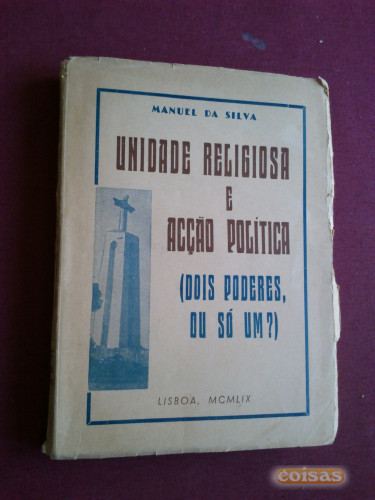 MANUEL DA SILVA
UNIDADE RELIGIOSA
E
ACÇÃO POLÍTICA
(DOIS PODERES,
OU SÓ UM?)
LISBOA, MCMLIX
coisas